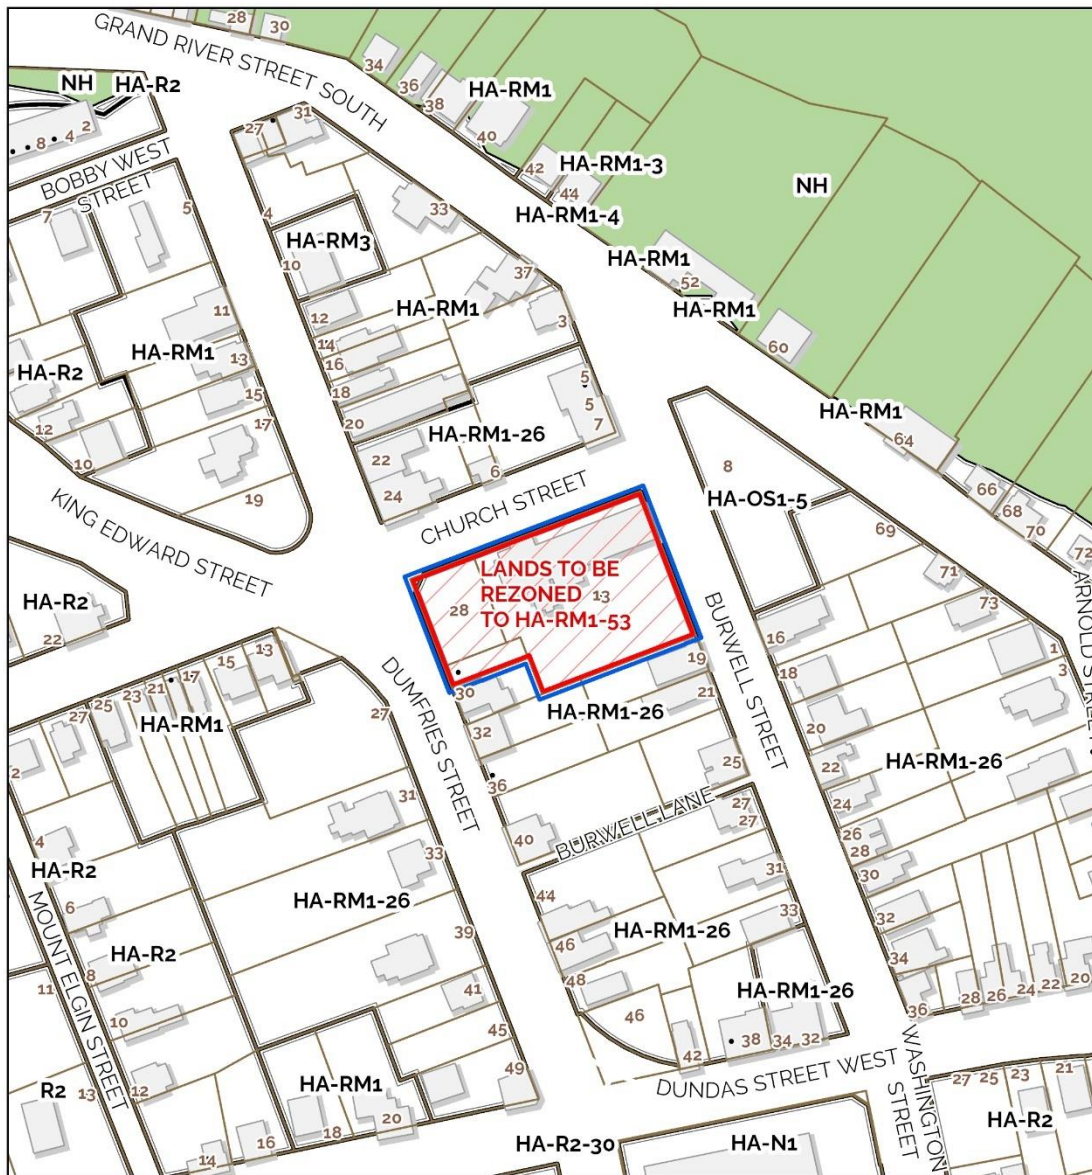 28
30
GRAND RIVER STREET SOUTH
34
36
38
HA-RM1
40
NH
HA-R2
8 4 2
27
31
BOBBY WEST
STREET
42
HA-RM1-3
44
HA-RM1-4
NH
7
5
4
33
HA-RM3
10
HA-RM1
52
HA-RM1
37
12
HA-RM1
3
60
11
HA-RM1
13
14
16
18
20
HA-R2
15
17
12
10
19
HA-RM1-26
22
24
6
5
5
7
HA-RM1
64
66
68
70
72
KING EDWARD STREET
CHURCH STREET
8
HA-OS1-5
69
71
73
ARNOLD STREET
1
3
LANDS TO BE
REZONED
TO HA-RM1-53
28
13
HA-R2
22
BURWELL STREET
16
18
20
22
24
26
28
30
32
34
36
HA-RM1-26
30
32
36
40
19
21
25
HA-RM1-26
DUMFRIES STREET
13
15
17
21
23
25
27
HA-RM1
27
31
33
39
41
45
49
HA-RM1-26
2
4
HA-R2
6
HA-R2
8
10
12
MOUNT ELGIN STREET
11
R2
13
BURWELL LANE
27
27
31
33
44
46
48
46
HA-RM1-26
HA-RM1-26
42
38
34
32
28 26 24 22 20
HA-RM1
14
16
18
20
DUNDAS STREET WEST
WASHINGTON
STREET
27 25 23 21
HA-R2
HA-R2-30
HA-N1